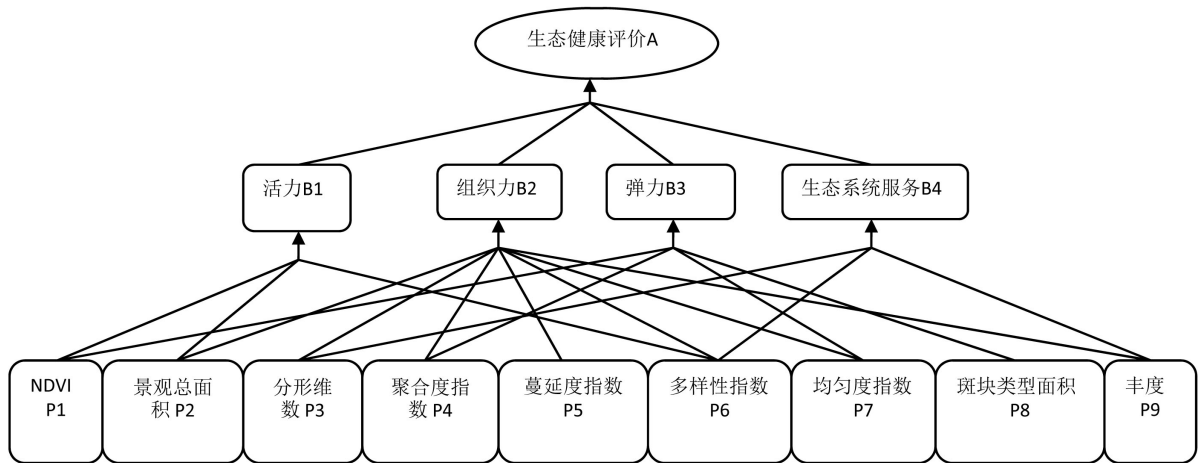 生态健康评价A
活力B1
组织力B2
弹力B3
生态系统服务B4
NDVI
P1
景观总面
积 P2
分形维
数 P3
聚合度指
数 P4
蔓延度指数
P5
多样性指数
P6
均匀度指数
P7
斑块类型面积
P8
丰度
P9